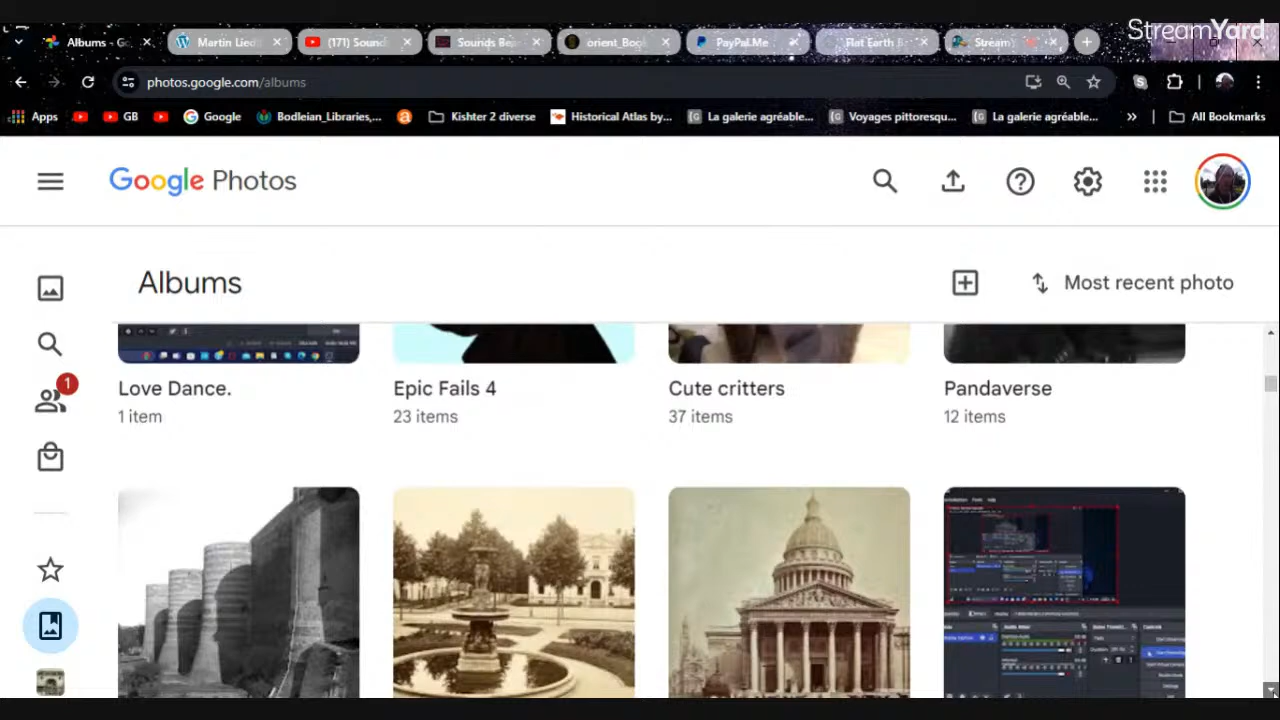 StreamYard
Albums - Go
Martin Lied
(171) Sound
Sounds Be
orient_Bool
PayPal.Me
Flat Earth B
Stream
photos.google.com/albums
Apps
GB
Google
Bodleian_Libraries,...
Kishter 2 diverse
Historical Atlas by...
La galerie agréable...
Voyages pittoresqu...
La galerie agréable...
All Bookmarks
Google Photos
Albums
Most recent photo
1
Love Dance.
1 item
Epic Fails 4
23 items
Cute critters
37 items
Pandaverse
12 items